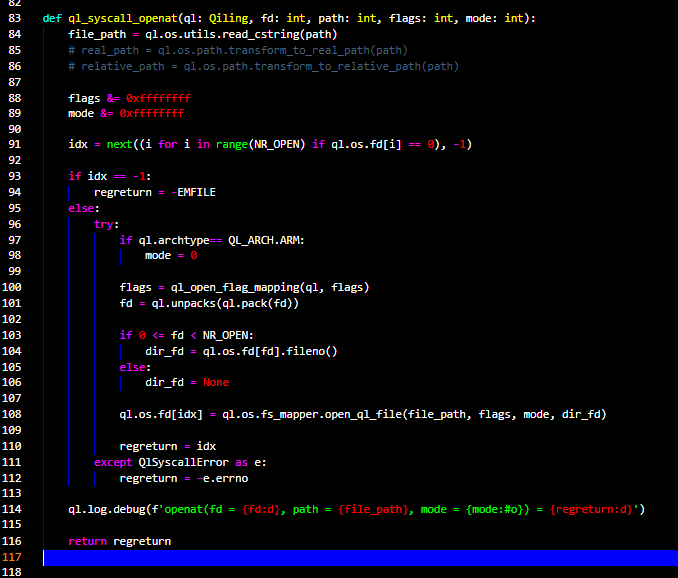 82
83 def ql_syscall_openat(ql: Qiling, fd: int, path: int, flags: int, mode: int):
84     file_path = ql.os.utils.read_cstring(path)
85     # real_path = ql.os.path.transform_to_real_path(path)
86     # relative_path = ql.os.path.transform_to_relative_path(path)
87
88     flags &= 0xffffffff
89     mode &= 0xffffffff
90
91     idx = next((i for i in range(NR_OPEN) if ql.os.fd[i] == 0), -1)
92
93     if idx == -1:
94         regreturn = -EMFILE
95     else:
96         try:
97             if ql.archtype== QL_ARCH.ARM:
98                 mode = 0
99
100             flags = ql_open_flag_mapping(ql, flags)
101             fd = ql.unpacks(ql.pack(fd))
102
103             if 0 <= fd < NR_OPEN:
104                 dir_fd = ql.os.fd[fd].fileno()
105             else:
106                 dir_fd = None
107
108             ql.os.fd[idx] = ql.os.fs_mapper.open_ql_file(file_path, flags, mode, dir_fd)
109
110             regreturn = idx
111         except QlSyscallError as e:
112             regreturn = -e.errno
113
114     ql.log.debug(f'openat(fd = {fd:d}, path = {file_path}, mode = {mode:#o}) = {regreturn:d}')
115
116     return regreturn
117
118